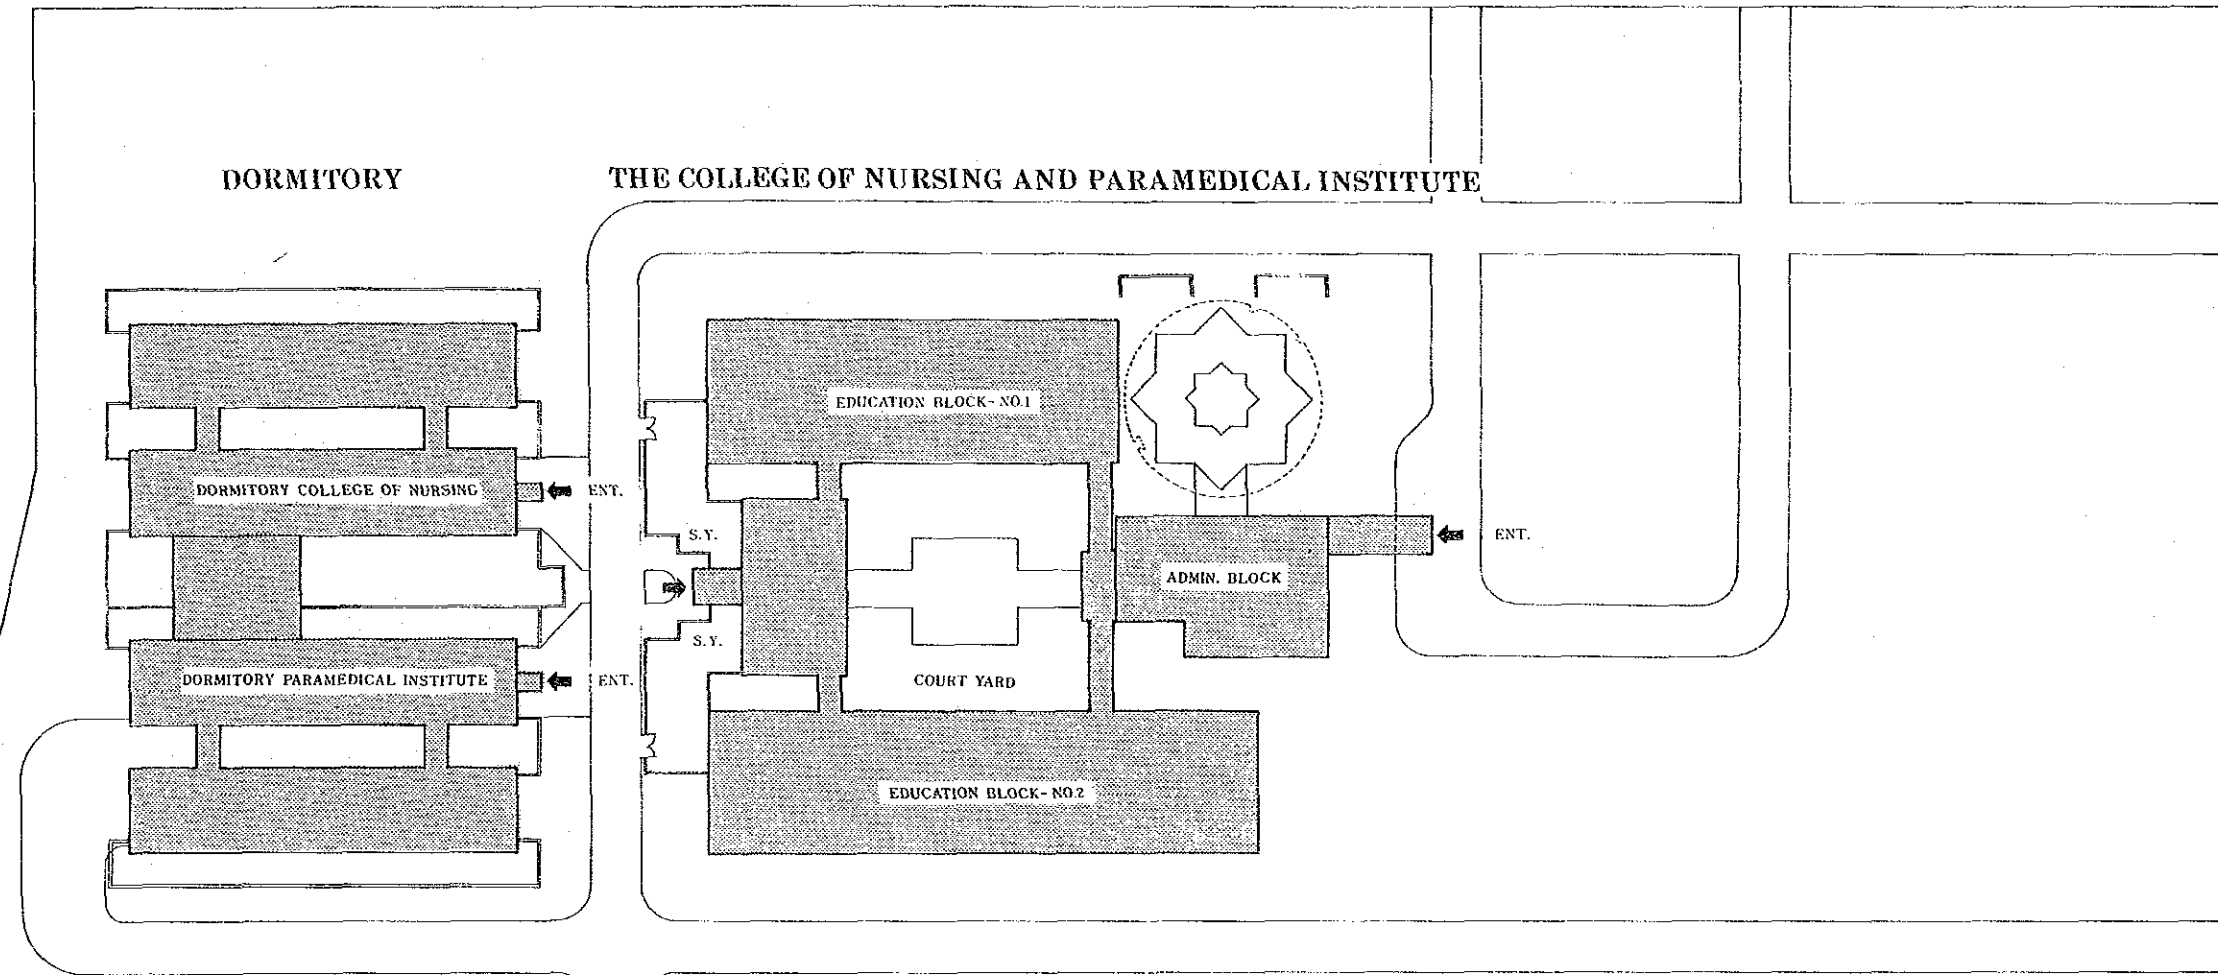 DORMITORY
THE COLLEGE OF NURSING AND PARAMEDICAL INSTITUTE
EDUCATION BLOCK-NO.1
DORMITORY COLLEGE OF NURSING
ENT.
S.Y.
ENT.
ADMIN. BLOCK
S.Y.
DORMITORY PARAMEDICAL INSTITUTE
ENT.
COURT YARD
EDUCATION BLOCK-NO.2